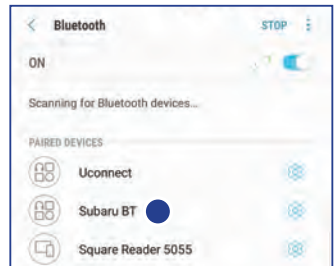 Bluetooth STOP
ON
Scanning for Bluetooth devices...
PAIRED DEVICES
Uconnect
Subaru BT
Square Reader 5055